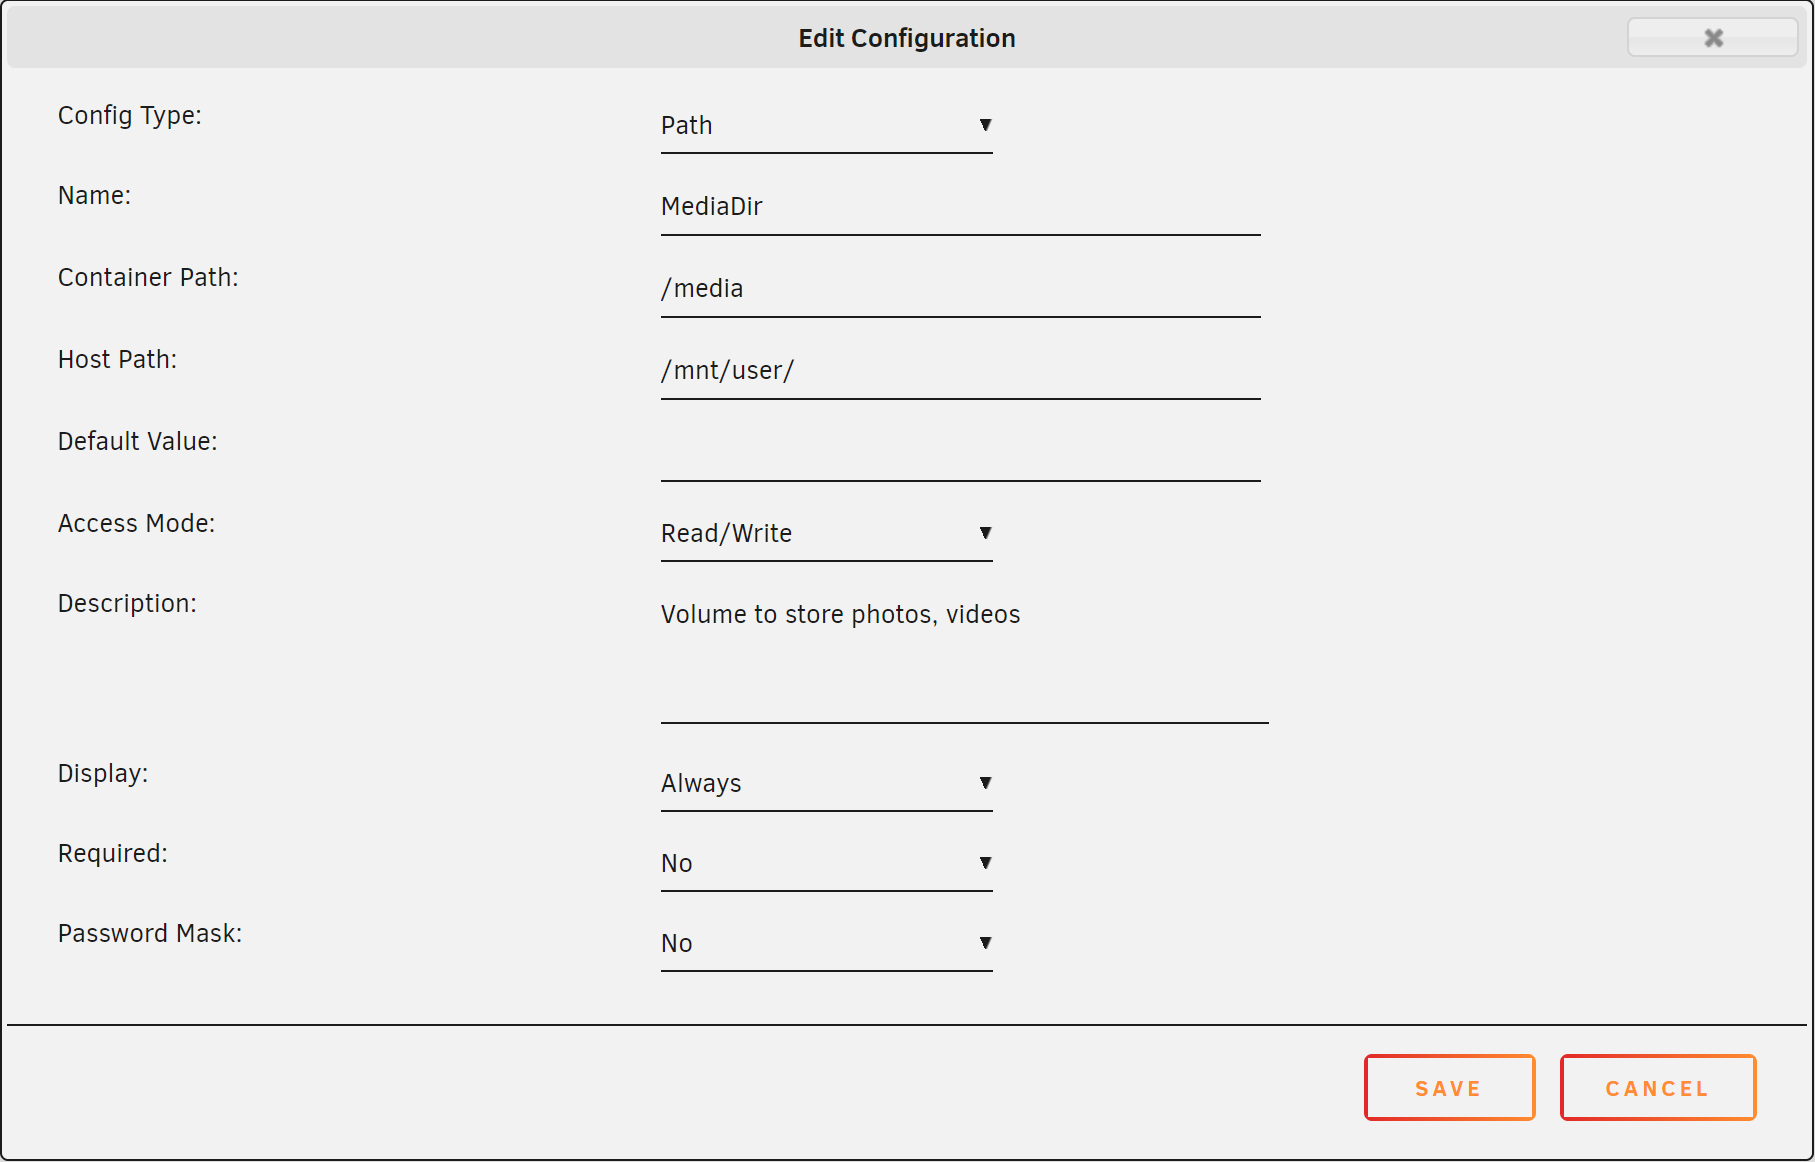 Edit Configuration
Config Type:
Path
Name:
MediaDir
Container Path:
/media
Host Path:
/mnt/user/
Default Value:
Access Mode:
Read/Write
Description:
Volume to store photos, videos
Display:
Always
Required:
No
Password Mask:
No
SAVE
CANCEL